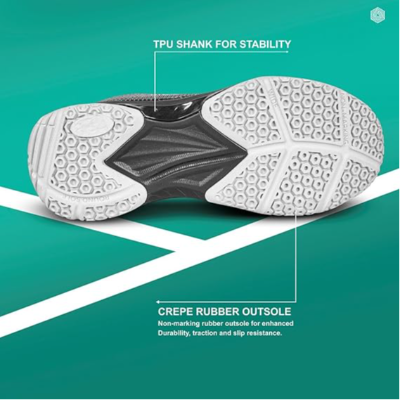 TPU SHANK FOR STABILITY
CREPE RUBBER OUTSOLE
Non-marking rubber outsole for enhanced
Durability, traction and slip resistance.